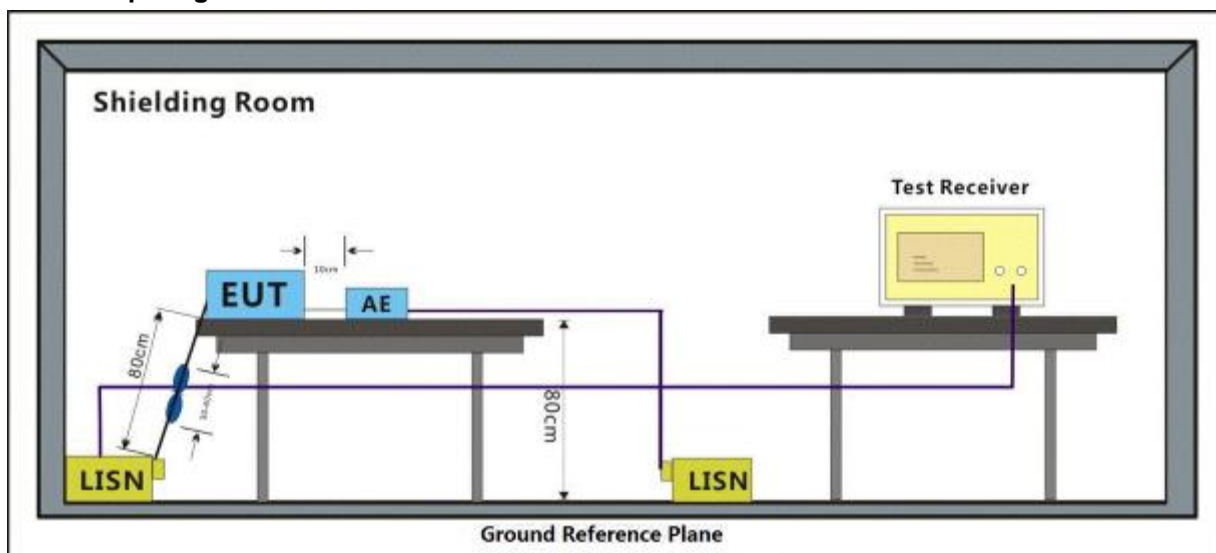 Shielding Room
Test Receiver
10cm
EUT
AE
80cm
80cm
LISN
LISN
Ground Reference Plane